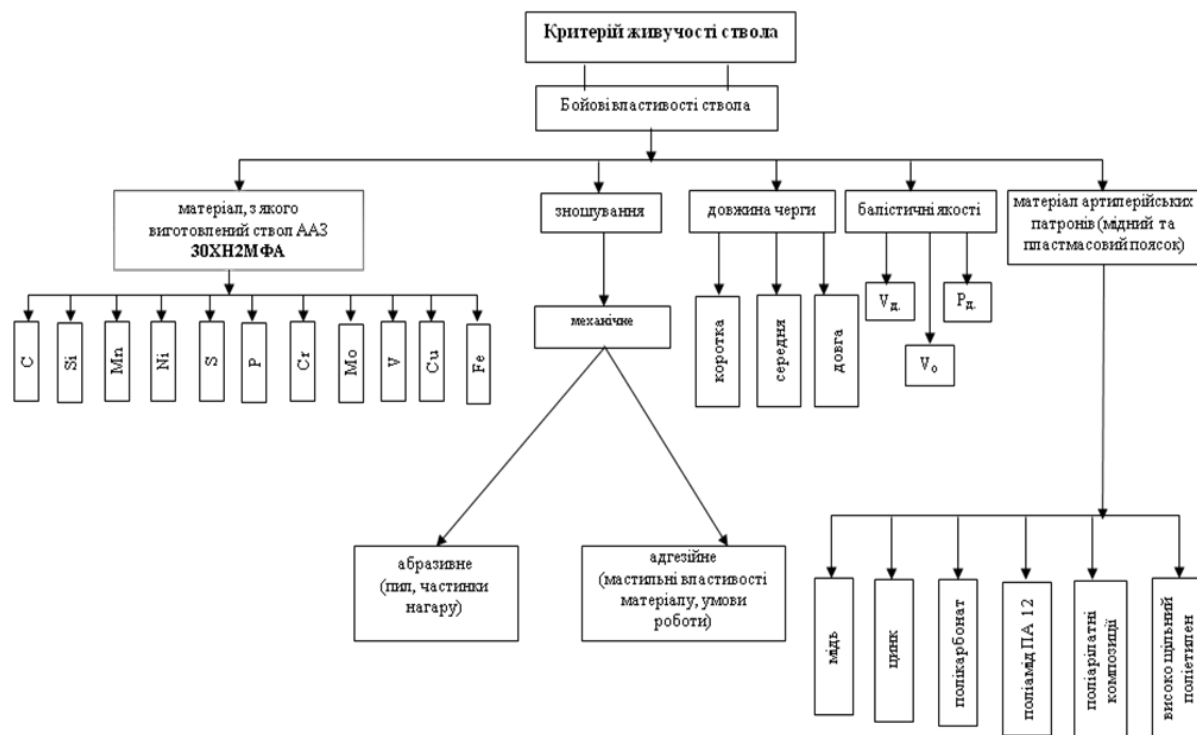 Критерій живучості ствола
Бойові властивості ствола
матеріал, з якого
виготовлений ствол ААЗ
30ХН2МФА
зношування
довжина черги
балістичні якості
матеріал артилерійських
патронів (мідний та
пластмасовий поясок)
C
Si
Mn
Ni
S
P
Cr
Mo
V
Cu
Fe
механічне
коротка
середня
довга
Vд.
V0
Pд.
абразивне
(пил, частинки
нагару)
адгезійне
(мастильні властивості
матеріалу, умови
роботи)
мідь
цинк
полікарбонат
поліамід ПА 12
поліарілатні
композиції
високо щільний
поліетилен